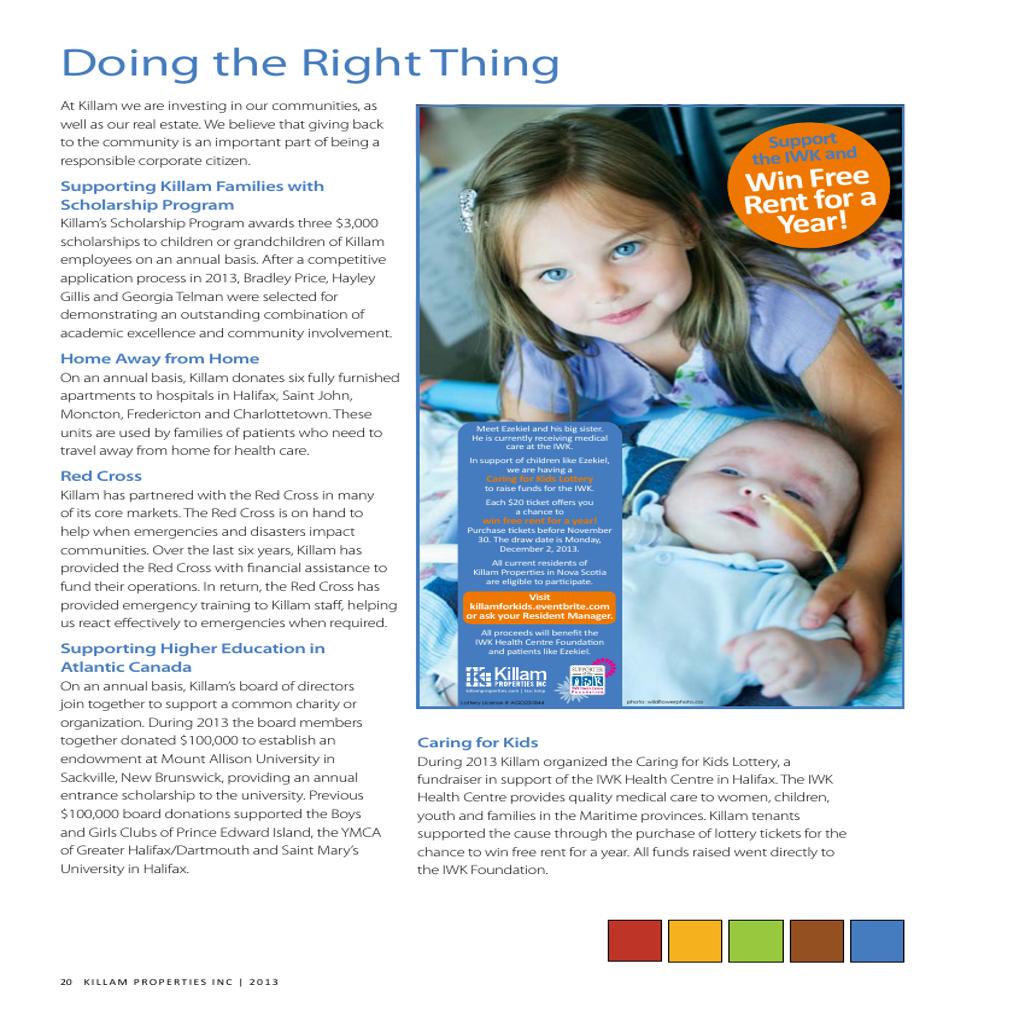 Doing the Right Thing
At Killam we are investing in our communities, as
well as our real estate. We believe that giving back
to the community is an important part of being a
responsible corporate citizen.
Supporting Killam Families with
Scholarship Program
Killam's Scholarship Program awards three $3,000
scholarships to children or grandchildren of Killam
employees on an annual basis. After a competitive
application process in 2013, Bradley Price, Hayley
Gillis and Georgia Telman were selected for
demonstrating an outstanding combination of
academic excellence and community involvement.
Home Away from Home
On an annual basis, Killam donates six fully furnished
apartments to hospitals in Halifax, Saint John,
Moncton, Fredericton and Charlottetown. These
units are used by families of patients who need to
travel away from home for health care.
Red Cross
Killam has partnered with the Red Cross in many
of its core markets. The Red Cross is on hand to
help when emergencies and disasters impact
communities. Over the last six years, Killam has
provided the Red Cross with financial assistance to
fund their operations. In return, the Red Cross has
provided emergency training to Killam staff, helping
us react effectively to emergencies when required.
Supporting Higher Education in
Atlantic Canada
On an annual basis, Killam's board of directors
join together to support a common charity or
organization. During 2013 the board members
together donated $100,000 to establish an
endowment at Mount Allison University in
Sackville, New Brunswick, providing an annual
entrance scholarship to the university. Previous
$100,000 board donations supported the Boys
and Girls Clubs of Prince Edward Island, the YMCA
of Greater Halifax/Dartmouth and Saint Mary's
University in Halifax.
Support
the IWK and
Win Free
Rent for a
Year!
Meet Ezekiel and his big sister.
He is currently receiving medical
care at the IWK.
In support of children like Ezekiel,
we are having a
Caring for Kids Lottery
to raise funds for the IWK.
Each $20 ticket offers you
a chance to
win free rent for a year!
Purchase tickets before November
30. The draw date is Monday,
December 2, 2013.
All current residents of
Killam Properties in Nova Scotia
are eligible to participate.
Visit
killamforkids.eventbrite.com
or ask your Resident Manager.
All proceeds will benefit the
IWK Health Centre Foundation
and patients like Ezekiel.
Killam
PROPERTIES INC
killamproperties.com | tsx: kmp
SUPPORTER
IWK
IWK Health Centre
Foundation
photo: wildflowerphoto.ca
Caring for Kids
During 2013 Killam organized the Caring for Kids Lottery, a
fundraiser in support of the IWK Health Centre in Halifax. The IWK
Health Centre provides quality medical care to women, children,
youth and families in the Maritime provinces. Killam tenants
supported the cause through the purchase of lottery tickets for the
chance to win free rent for a year. All funds raised went directly to
the IWK Foundation.
20 KILLAM PROPERTIES INC | 2013